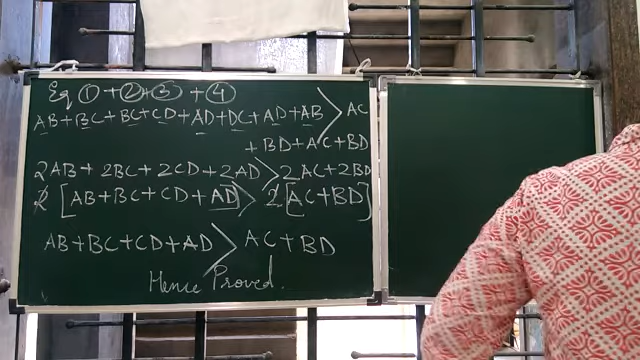 Eq ① + ② + ③ + ④
AB + BC + BC + CD + AD + DC + AD + AB > AC
+ BD + AC + BD
2AB + 2BC + 2CD + 2AD > 2AC + 2BD
2 [AB + BC + CD + AD] > 2 [AC + BD]
AB + BC + CD + AD > AC + BD
Hence Proved.